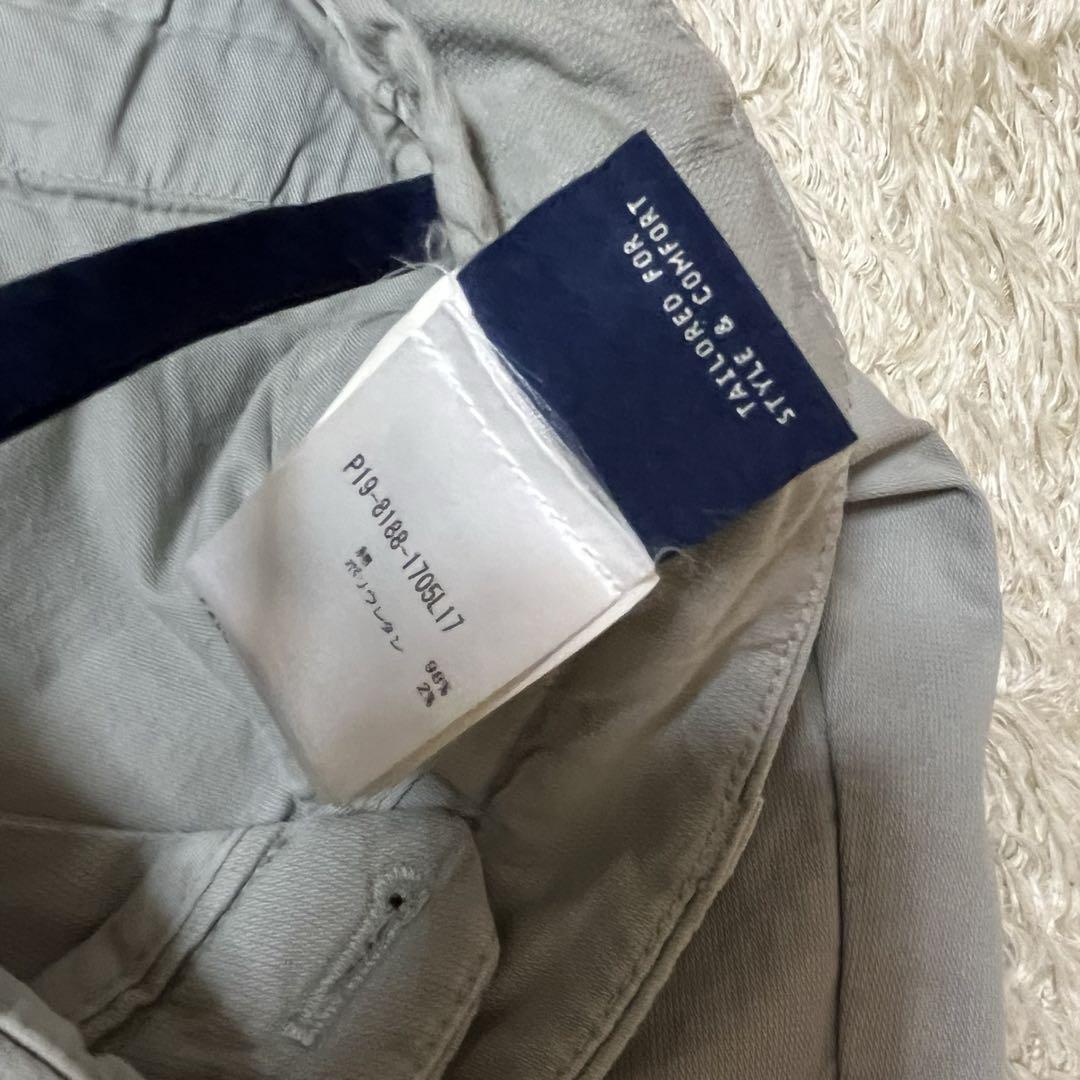 TAILORED FOR
STYLE & COMFORT
P19-8188-1705L17
綿 98%
ポリウレタン 2%